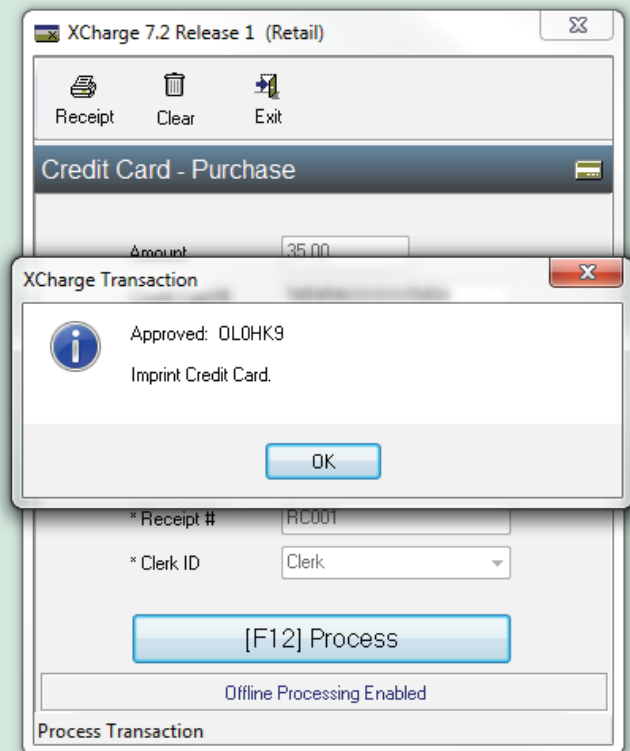 XCharge 7.2 Release 1 (Retail)
Receipt Clear Exit
Credit Card - Purchase
Amount 35.00
XCharge Transaction
Approved: OL0HK9
Imprint Credit Card.
OK
* Receipt # RC001
* Clerk ID Clerk
[F12] Process
Offline Processing Enabled
Process Transaction